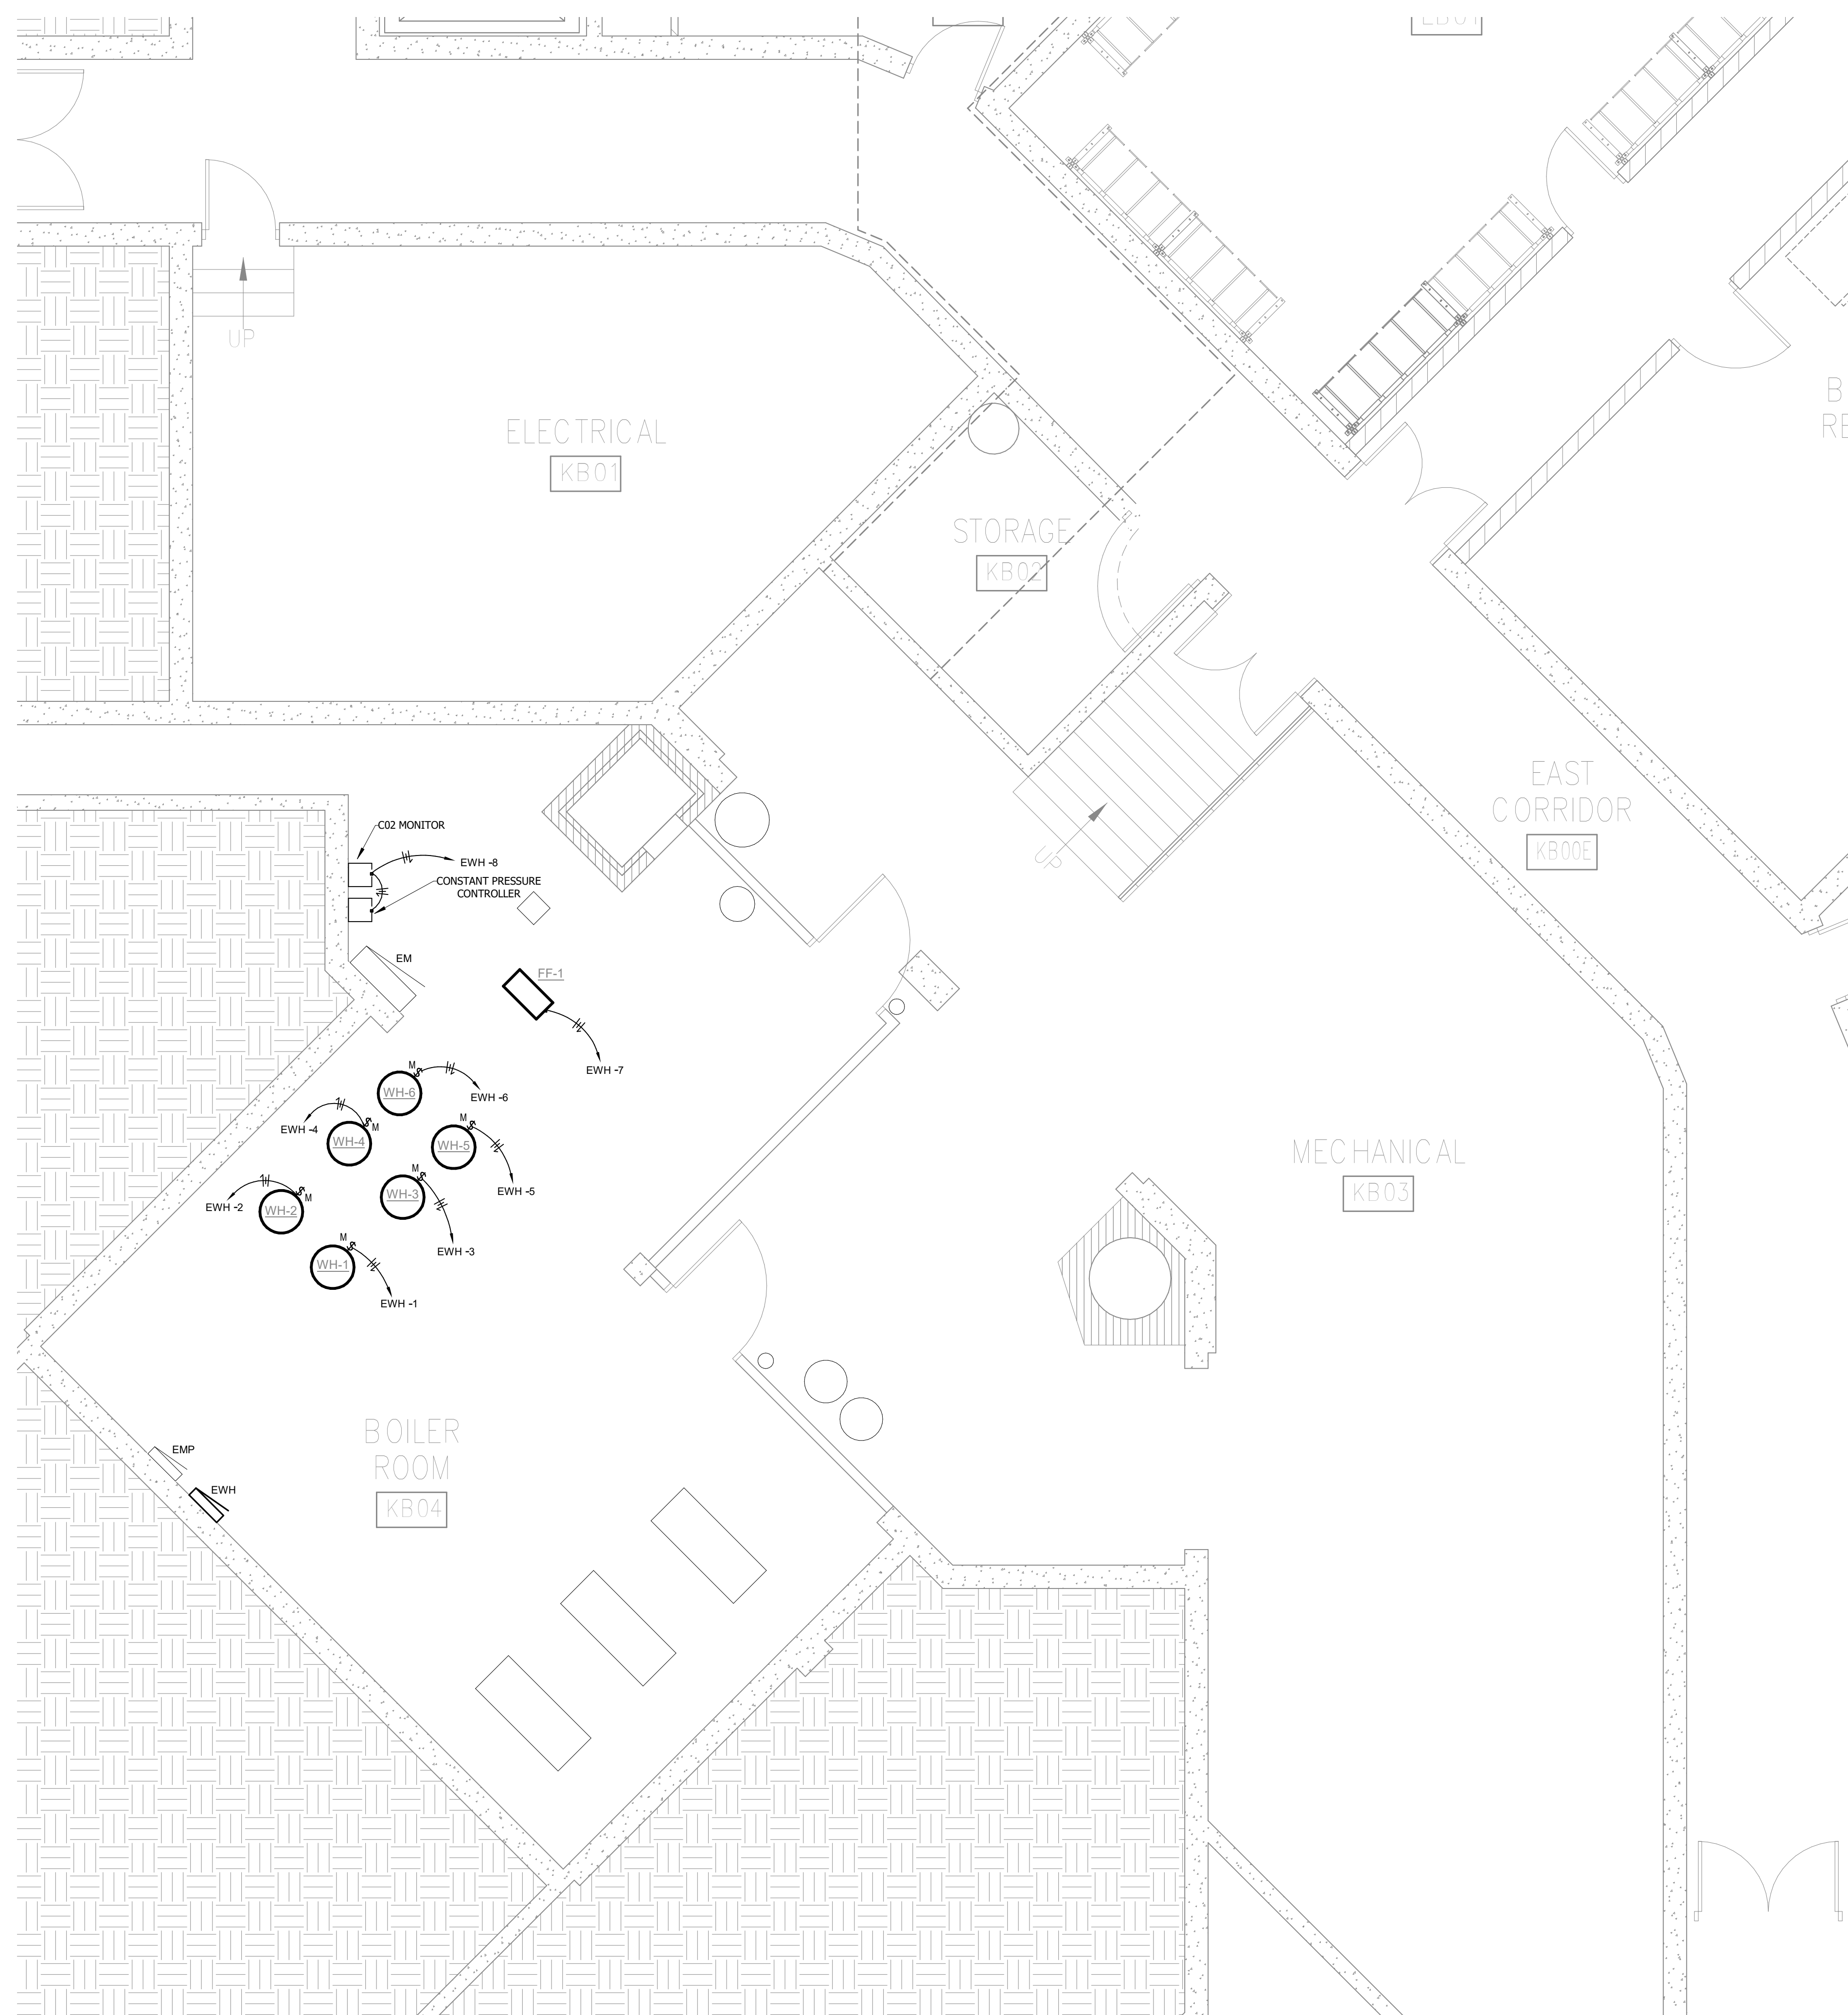 UP
ELECTRICAL
KB01
STORAGE
KB02
EAST
CORRIDOR
KB00E
UP
C02 MONITOR
EWH -8
CONSTANT PRESSURE
CONTROLLER
EM
FF-1
EWH -7
M
WH-6
EWH -6
EWH -4
M
WH-4
M
WH-5
EWH -5
M
WH-3
EWH -3
EWH -2
M
WH-2
M
WH-1
EWH -1
MECHANICAL
KB03
BOILER
ROOM
KB04
EMP
EWH